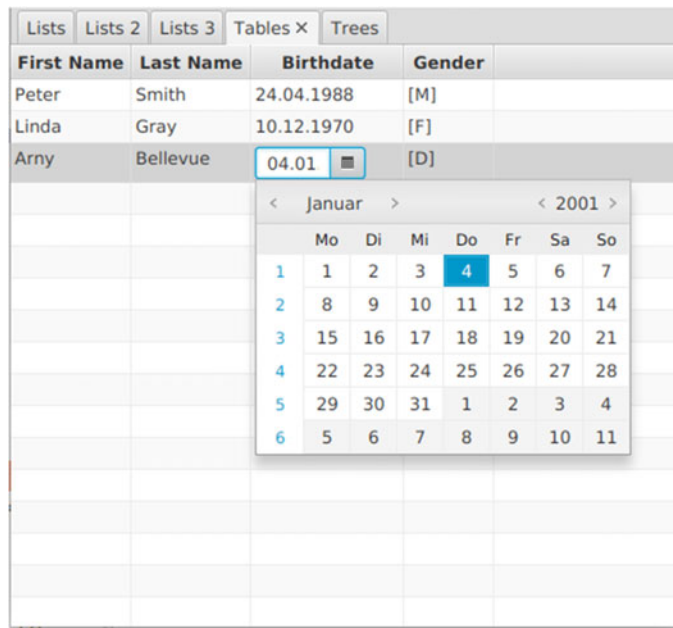 Lists Lists 2 Lists 3 Tables × Trees
First Name Last Name Birthdate Gender
Peter Smith 24.04.1988 [M]
Linda Gray 10.12.1970 [F]
Arny Bellevue 04.01 [D]
< Januar > < 2001 >
Mo Di Mi Do Fr Sa So
1 1 2 3 4 5 6 7
2 8 9 10 11 12 13 14
3 15 16 17 18 19 20 21
4 22 23 24 25 26 27 28
5 29 30 31 1 2 3 4
6 5 6 7 8 9 10 11